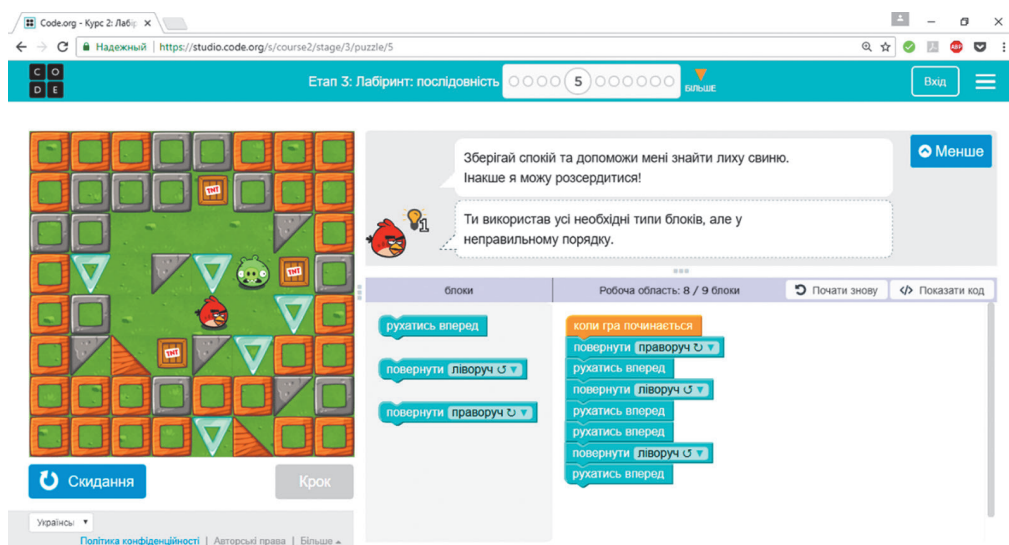 Code.org - Курс 2: Лабір
Надежный https://studio.code.org/s/course2/stage/3/puzzle/5
C O
D E
Етап 3: Лабіринт: послідовність 5 БІЛЬШЕ Вхід
Зберігай спокій та допоможи мені знайти лиху свиню.
Інакше я можу розсердитися!
Менше
1
Ти використав усі необхідні типи блоків, але у
неправильному порядку.
TNT
TNT
TNT
блоки Робоча область: 8 / 9 блоки Почати знову Показати код
рухатись вперед
повернути ліворуч
повернути праворуч
коли гра починається
повернути праворуч
рухатись вперед
повернути ліворуч
рухатись вперед
рухатись вперед
повернути ліворуч
рухатись вперед
Скидання Крок
Українсь
Політика конфіденційності | Авторські права | Більше